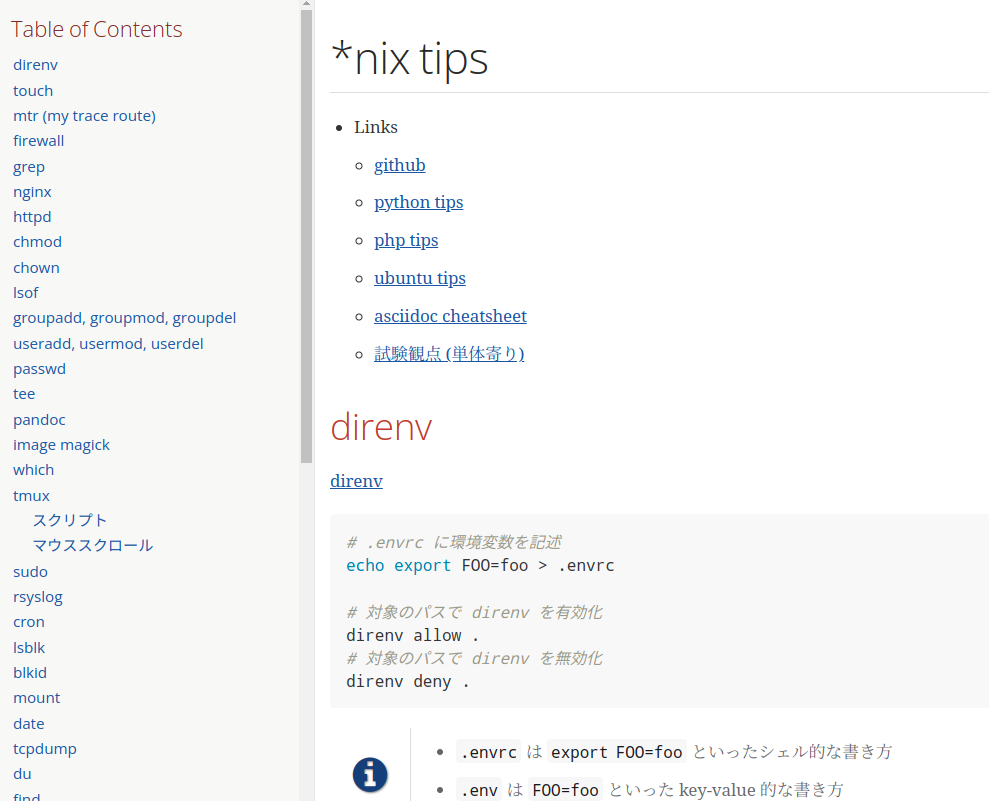 Table of Contents
direnv
touch
mtr (my trace route)
firewall
grep
nginx
httpd
chmod
chown
lsof
groupadd, groupmod, groupdel
useradd, usermod, userdel
passwd
tee
pandoc
image magick
which
tmux
スクリプト
マウススクロール
sudo
rsyslog
cron
lsblk
blkid
mount
date
tcpdump
du
find
*nix tips
Links
github
python tips
php tips
ubuntu tips
asciidoc cheatsheet
試験観点 (単体寄り)
direnv
direnv
# .envrc に環境変数を記述
echo export FOO=foo > .envrc
# 対象のパスで direnv を有効化
direnv allow .
# 対象のパスで direnv を無効化
direnv deny .
.envrc は export FOO=foo といったシェル的な書き方
.env は FOO=foo といった key-value 的な書き方